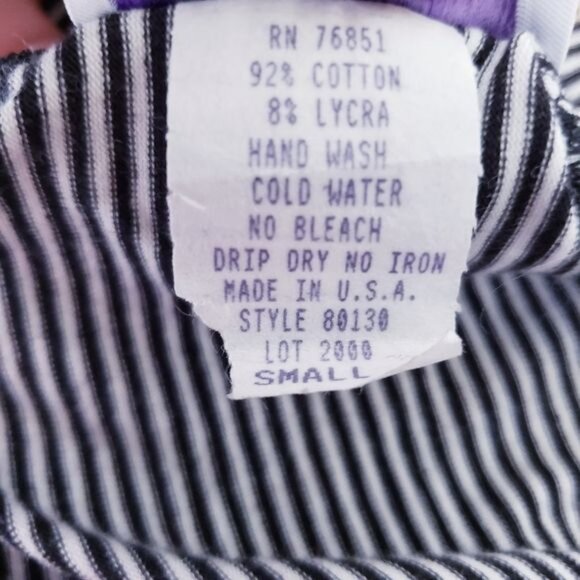 RN 76851
92% COTTON
8% LYCRA
HAND WASH
COLD WATER
NO BLEACH
DRIP DRY NO IRON
MADE IN U.S.A.
STYLE 80130
LOT 2000
SMALL